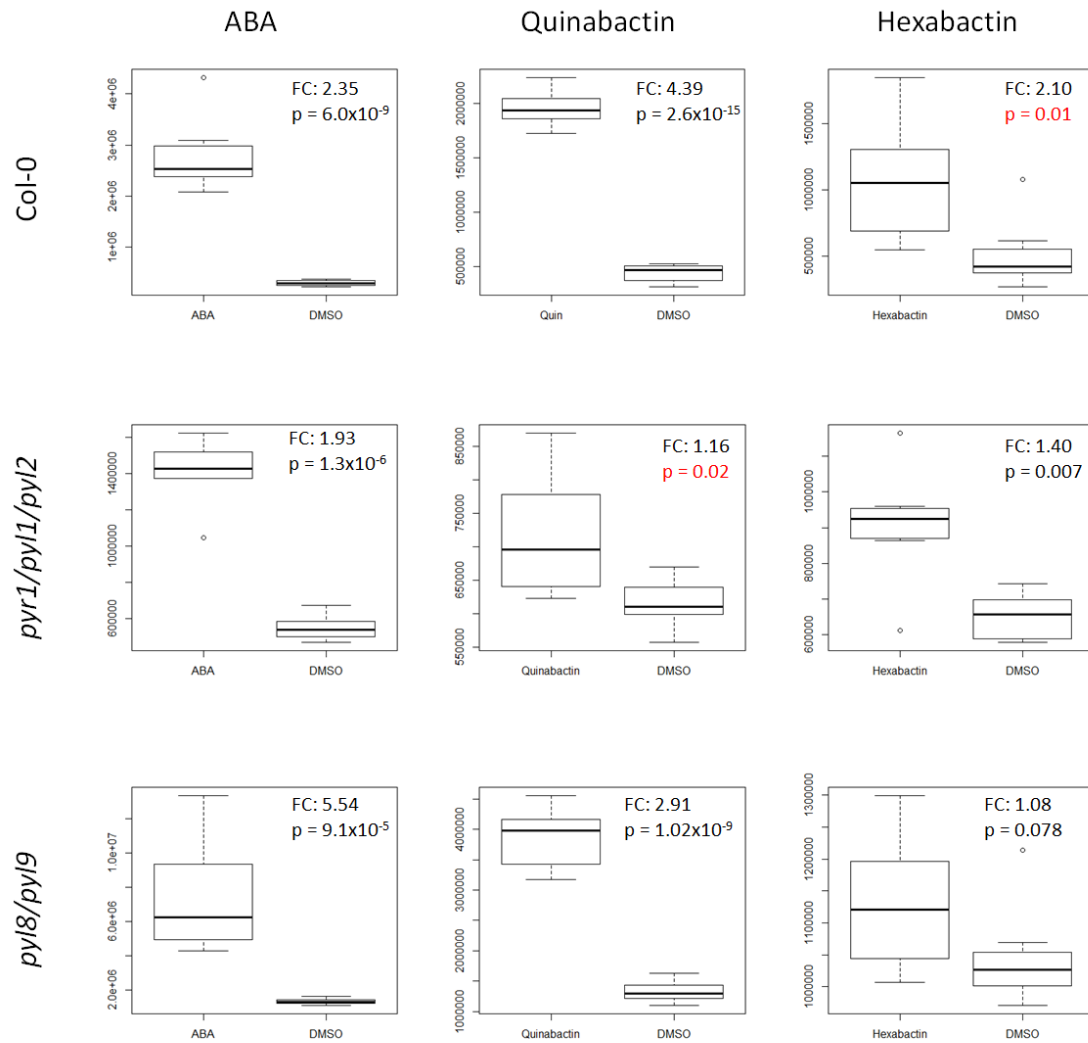 ABA
Quinabactin
Hexabactin
Col-0
4e+06
3e+06
2e+06
1e+06
FC: 2.35
p = 6.0x10⁻⁹
ABA
DMSO
2000000
1500000
1000000
500000
FC: 4.39
p = 2.6x10⁻¹⁵
Quin
DMSO
1500000
1000000
500000
FC: 2.10
p = 0.01
Hexabactin
DMSO
pyr1/pyl1/pyl2
1400000
1000000
600000
FC: 1.93
p = 1.3x10⁻⁶
ABA
DMSO
850000
750000
650000
550000
FC: 1.16
p = 0.02
Quinabactin
DMSO
1000000
800000
600000
FC: 1.40
p = 0.007
Hexabactin
DMSO
pyl8/pyl9
1.0e+07
6.0e+06
2.0e+06
FC: 5.54
p = 9.1x10⁻⁵
ABA
DMSO
4000000
3000000
2000000
1000000
FC: 2.91
p = 1.02x10⁻⁹
Quinabactin
DMSO
1300000
1200000
1100000
1000000
FC: 1.08
p = 0.078
Hexabactin
DMSO